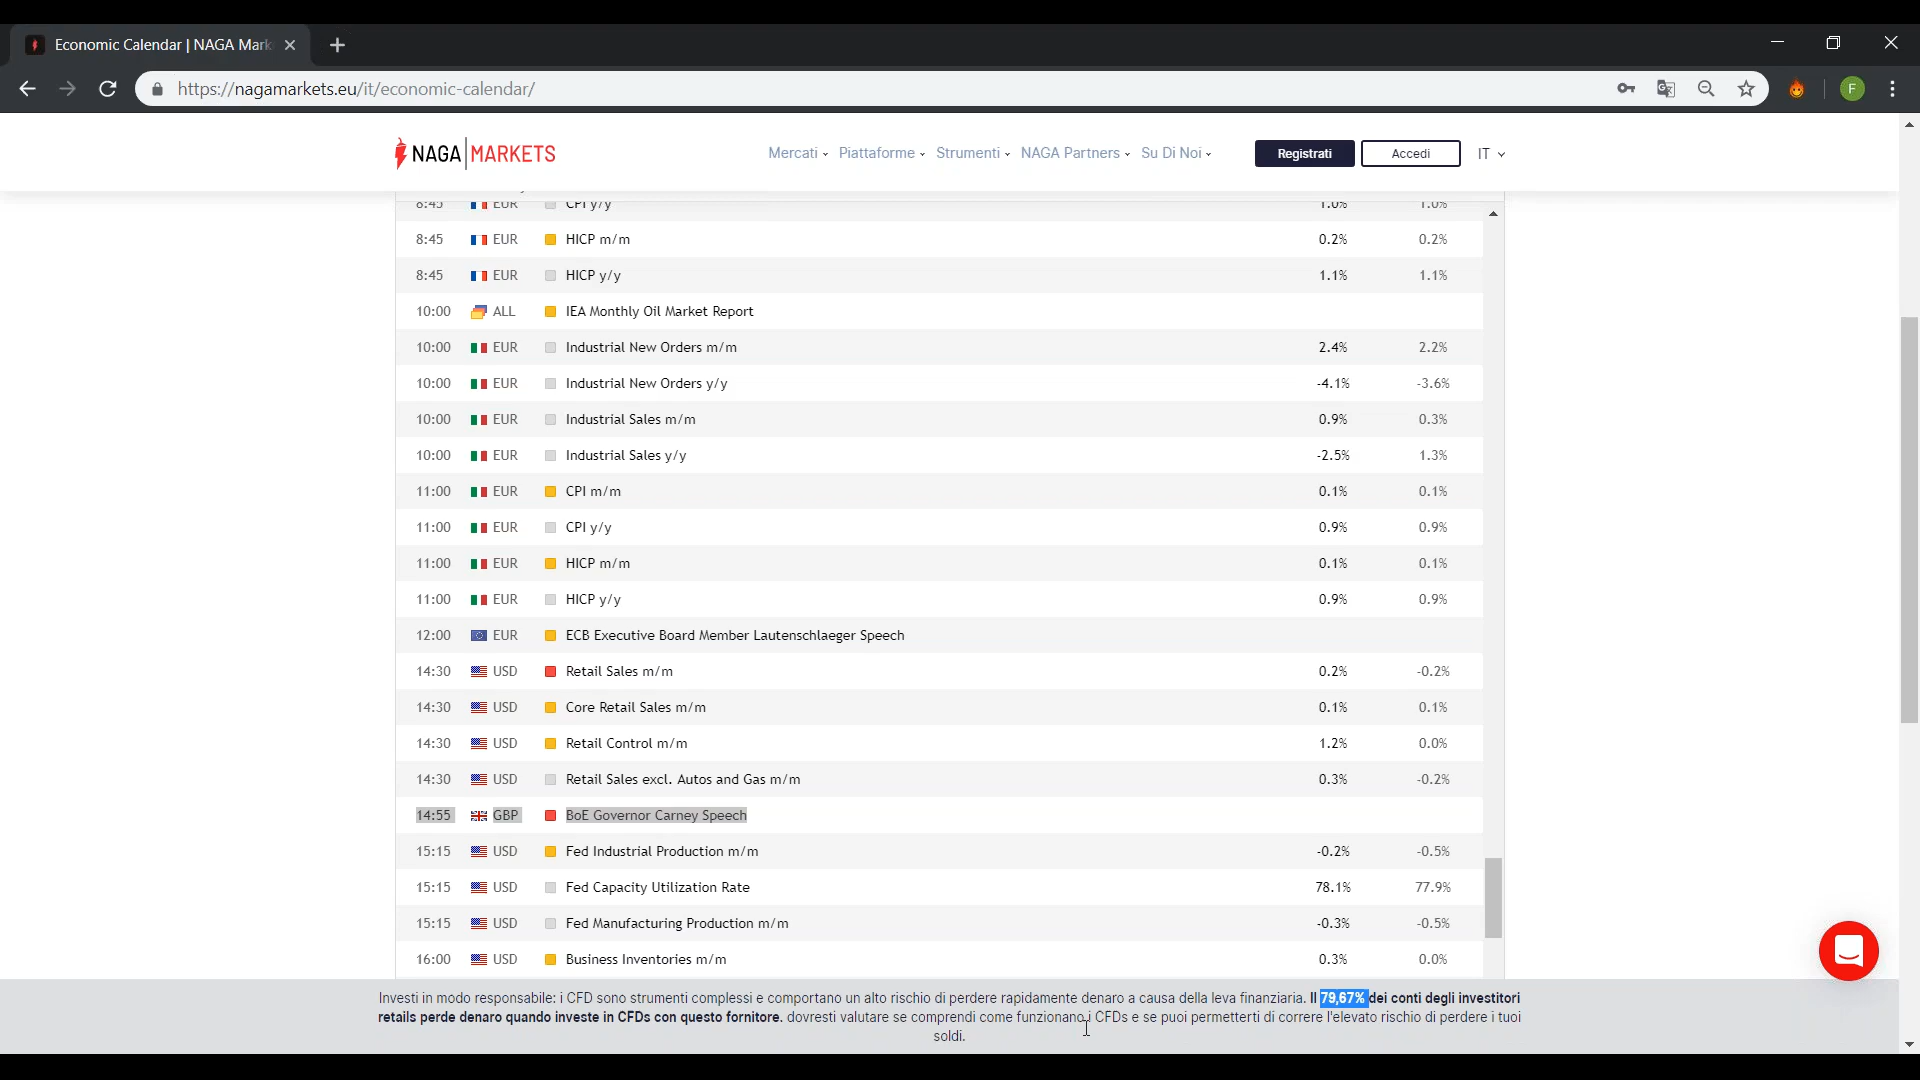 Economic Calendar | NAGA Mark
https://nagamarkets.eu/it/economic-calendar/
F
NAGA MARKETS
Mercati Piattaforme Strumenti NAGA Partners Su Di Noi Registrati Accedi IT
8:45 EUR CPI y/y 1.0% 1.0%
8:45 EUR HICP m/m 0.2% 0.2%
8:45 EUR HICP y/y 1.1% 1.1%
10:00 ALL IEA Monthly Oil Market Report
10:00 EUR Industrial New Orders m/m 2.4% 2.2%
10:00 EUR Industrial New Orders y/y -4.1% -3.6%
10:00 EUR Industrial Sales m/m 0.9% 0.3%
10:00 EUR Industrial Sales y/y -2.5% 1.3%
11:00 EUR CPI m/m 0.1% 0.1%
11:00 EUR CPI y/y 0.9% 0.9%
11:00 EUR HICP m/m 0.1% 0.1%
11:00 EUR HICP y/y 0.9% 0.9%
12:00 EUR ECB Executive Board Member Lautenschlaeger Speech
14:30 USD Retail Sales m/m 0.2% -0.2%
14:30 USD Core Retail Sales m/m 0.1% 0.1%
14:30 USD Retail Control m/m 1.2% 0.0%
14:30 USD Retail Sales excl. Autos and Gas m/m 0.3% -0.2%
14:55 GBP BoE Governor Carney Speech
15:15 USD Fed Industrial Production m/m -0.2% -0.5%
15:15 USD Fed Capacity Utilization Rate 78.1% 77.9%
15:15 USD Fed Manufacturing Production m/m -0.3% -0.5%
16:00 USD Business Inventories m/m 0.3% 0.0%
Investi in modo responsabile: i CFD sono strumenti complessi e comportano un alto rischio di perdere rapidamente denaro a causa della leva finanziaria. Il 79,67% dei conti degli investitori
retails perde denaro quando investe in CFDs con questo fornitore. dovresti valutare se comprendi come funzionano i CFDs e se puoi permetterti di correre l'elevato rischio di perdere i tuoi
soldi.